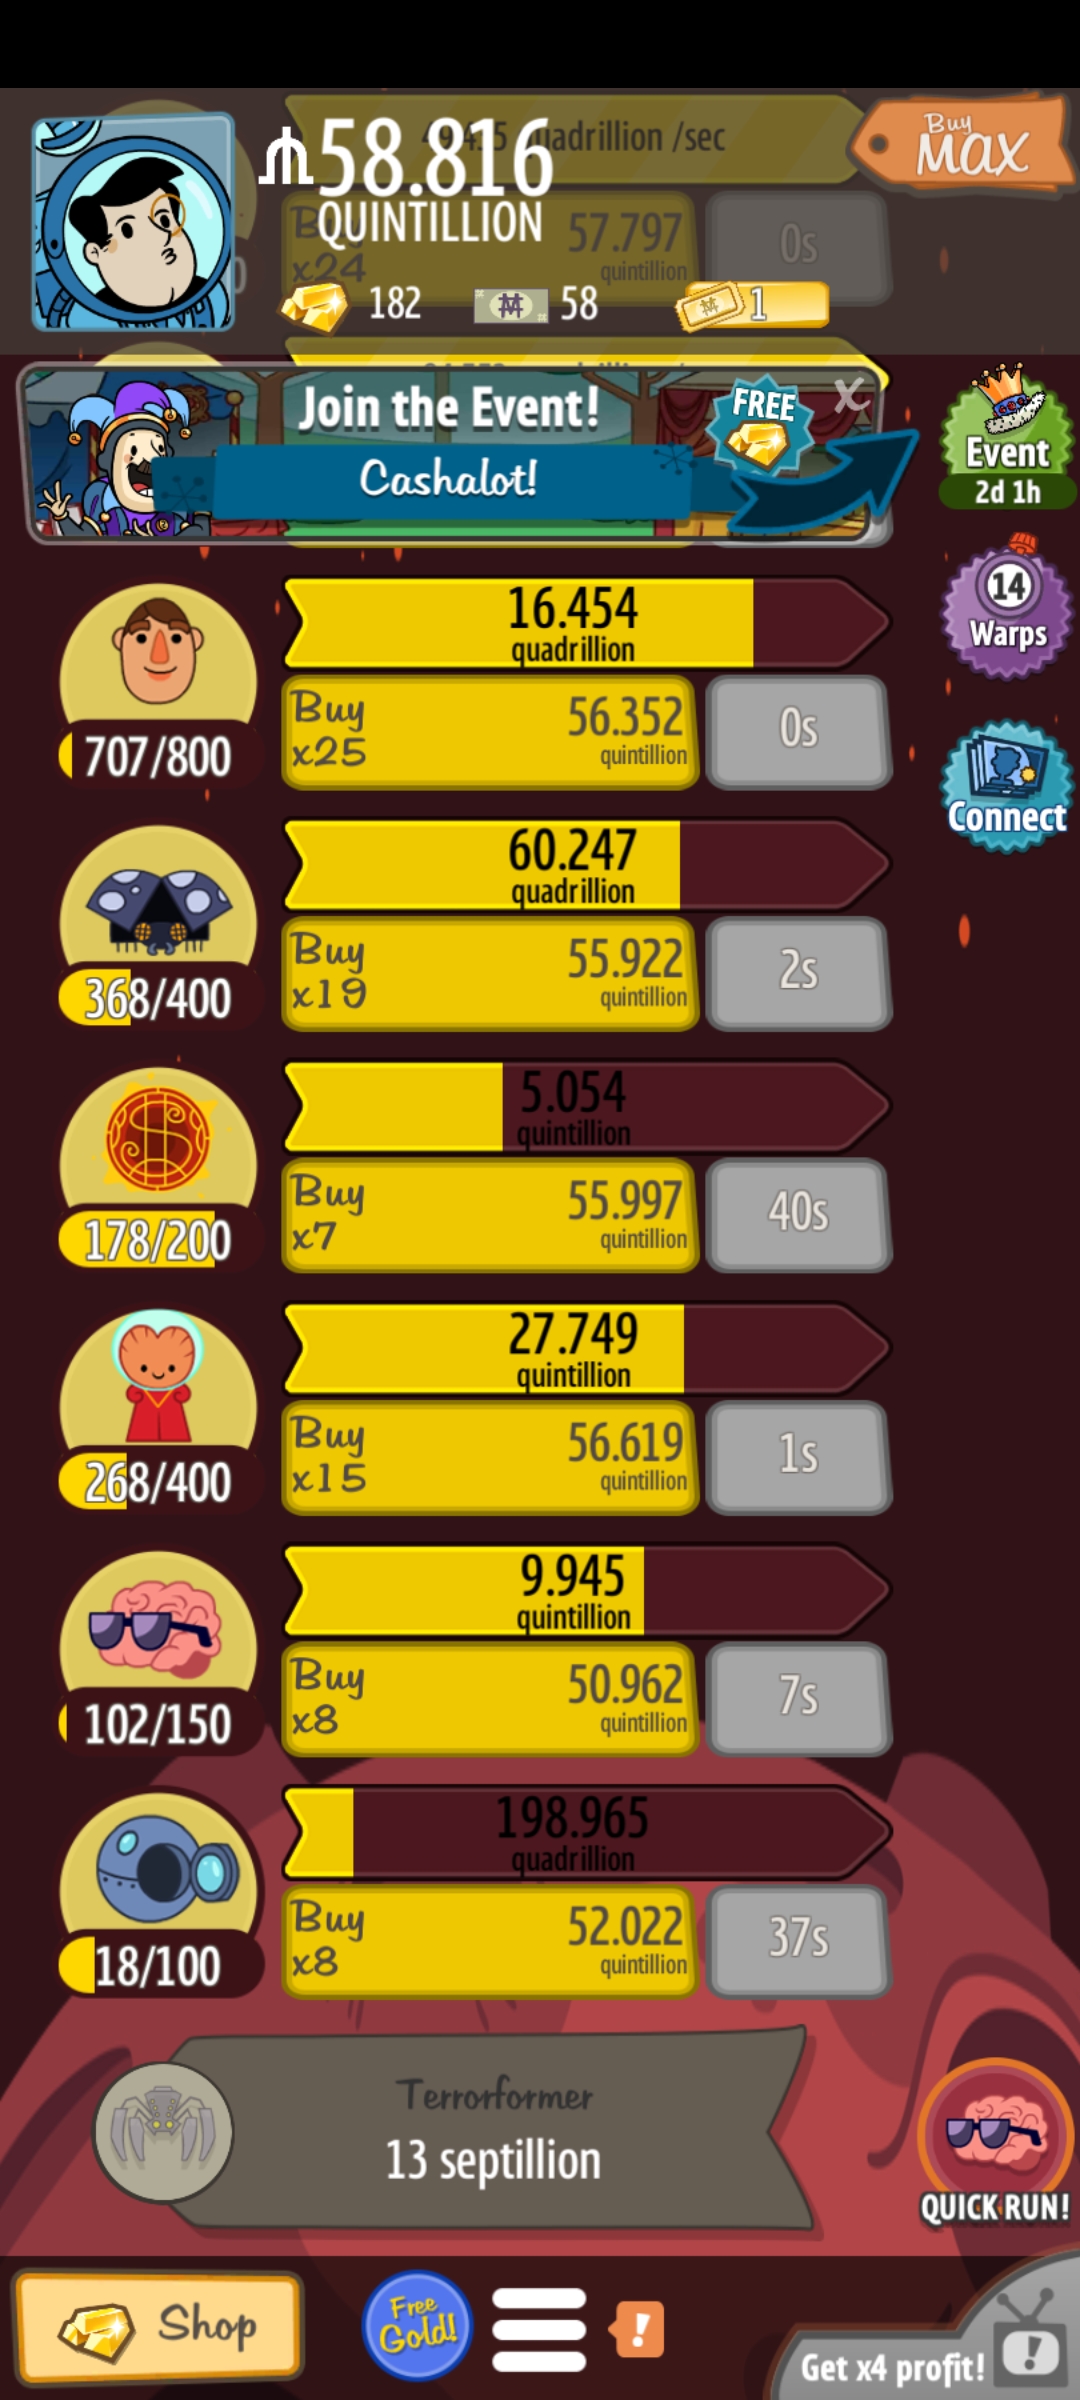 quadrillion /sec
58.816
Buy
MAX
QUINTILLION
57.797
quintillion
0s
x24
182
58
1
Join the Event!
FREE
X
Cashalot!
Event
2d 1h
14
Warps
Connect
16.454
quadrillion
707/800
Buy
x25
56.352
quintillion
0s
60.247
quadrillion
368/400
Buy
x19
55.922
quintillion
2s
5.054
quintillion
178/200
Buy
x7
55.997
quintillion
40s
27.749
quintillion
268/400
Buy
x15
56.619
quintillion
1s
9.945
quintillion
102/150
Buy
x8
50.962
quintillion
7s
198.965
quadrillion
18/100
Buy
x8
52.022
quintillion
37s
Terrorformer
13 septillion
QUICK RUN!
Shop
Free
Gold!
!
Get x4 profit!
!